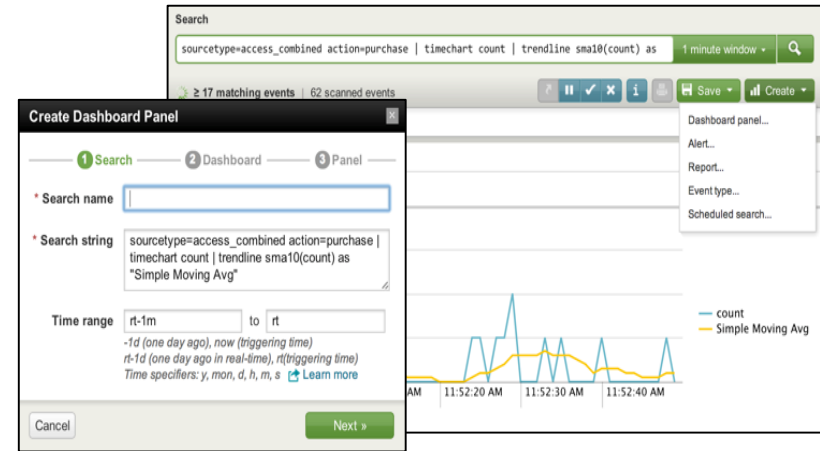 Search
sourcetype=access_combined action=purchase | timechart count | trendline sma10(count) as
1 minute window
≥ 17 matching events | 62 scanned events
Save
Create
Dashboard panel...
Alert...
Report...
Event type...
Scheduled search...
count
Simple Moving Avg
AM
11:52:20 AM
11:52:30 AM
11:52:40 AM
Create Dashboard Panel
1 Search
2 Dashboard
3 Panel
* Search name
* Search string
sourcetype=access_combined action=purchase |
timechart count | trendline sma10(count) as
"Simple Moving Avg"
Time range
rt-1m
to
rt
-1d (one day ago), now (triggering time)
rt-1d (one day ago in real-time), rt(triggering time)
Time specifiers: y, mon, d, h, m, s
Learn more
Cancel
Next »